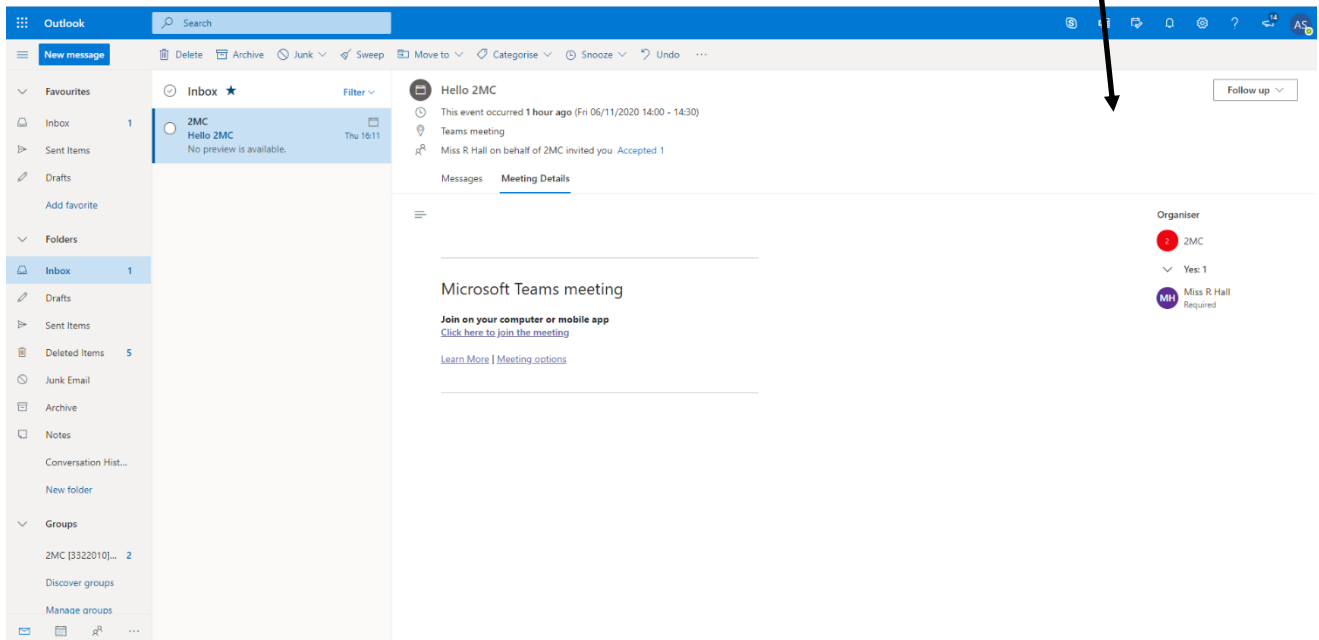 Outlook
Search
14
AS
New message
Delete
Archive
Junk
Sweep
Move to
Categorise
Snooze
Undo
Favourites
Inbox 1
Sent Items
Drafts
Add favorite
Folders
Inbox 1
Drafts
Sent Items
Deleted Items 5
Junk Email
Archive
Notes
Conversation Hist...
New folder
Groups
2MC [3322010]... 2
Discover groups
Manage groups
Inbox
Filter
2MC
Hello 2MC Thu 16:11
No preview is available.
Hello 2MC
Follow up
This event occurred 1 hour ago (Fri 06/11/2020 14:00 - 14:30)
Teams meeting
Miss R Hall on behalf of 2MC invited you Accepted 1
Messages Meeting Details
Microsoft Teams meeting
Join on your computer or mobile app
Click here to join the meeting
Learn More | Meeting options
Organiser
2 2MC
Yes: 1
MH Miss R Hall
Required